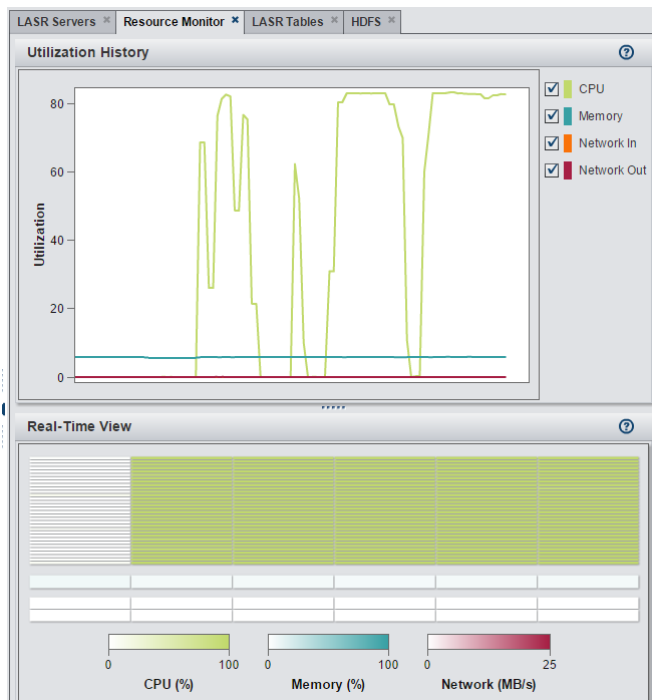 LASR Servers × Resource Monitor × LASR Tables × HDFS ×
Utilization History ?
CPU
Memory
Network In
Network Out
Utilization
80
60
40
20
0
Real-Time View ?
0 100 0 100 0 25
CPU (%) Memory (%) Network (MB/s)